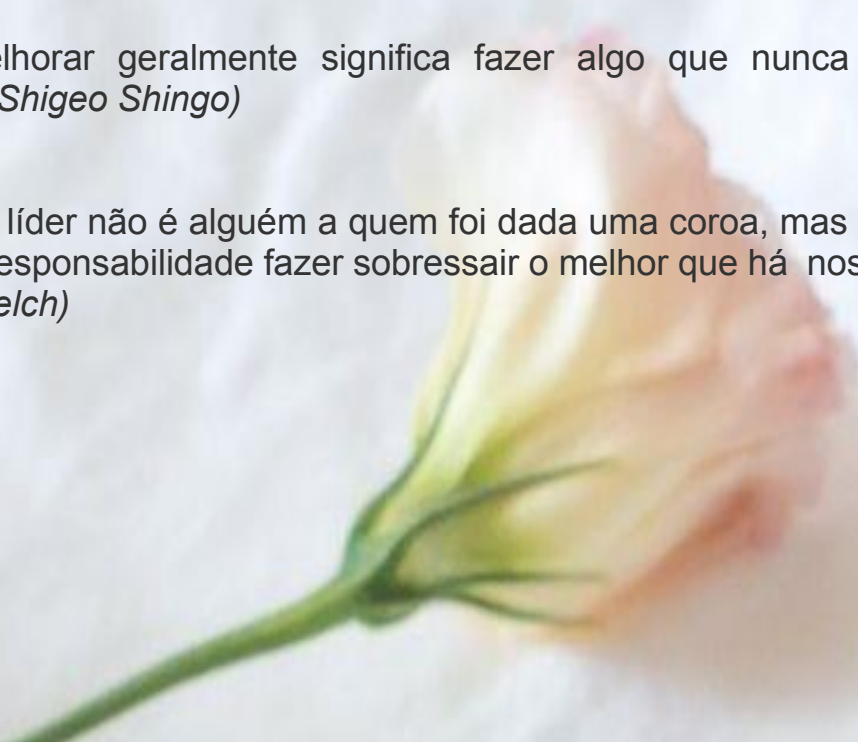 elhorar geralmente significa fazer algo que nunca
Shigeo Shingo)
líder não é alguém a quem foi dada uma coroa, mas
esponsabilidade fazer sobressair o melhor que há nos
elch)